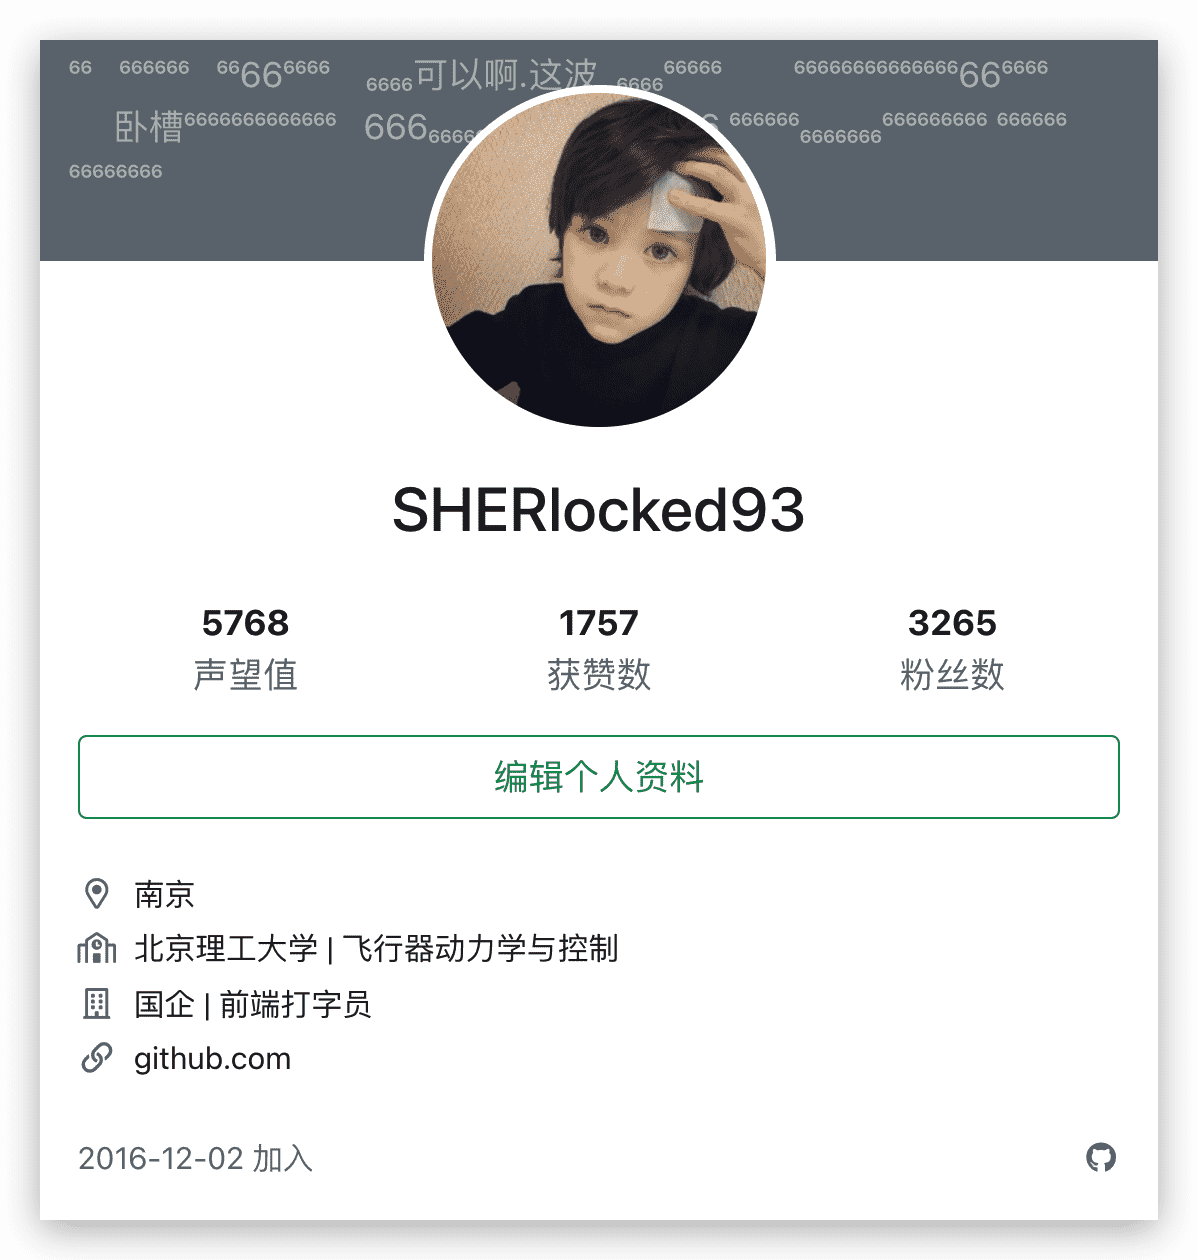 66 666666 66666666 6666可以啊.这波 6666 66666 66666666666666666666
卧槽6666666666666 66666666 6 666666 6666666 666666666 666666
66666666
SHERlocked93
5768 1757 3265
声望值 获赞数 粉丝数
编辑个人资料
南京
北京理工大学 | 飞行器动力学与控制
国企 | 前端打字员
github.com
2016-12-02 加入